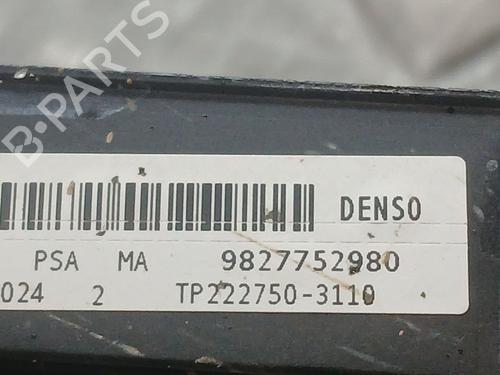 B-PARTS
DENSO
PSA MA 9827752980
024 2 TP222750-3110